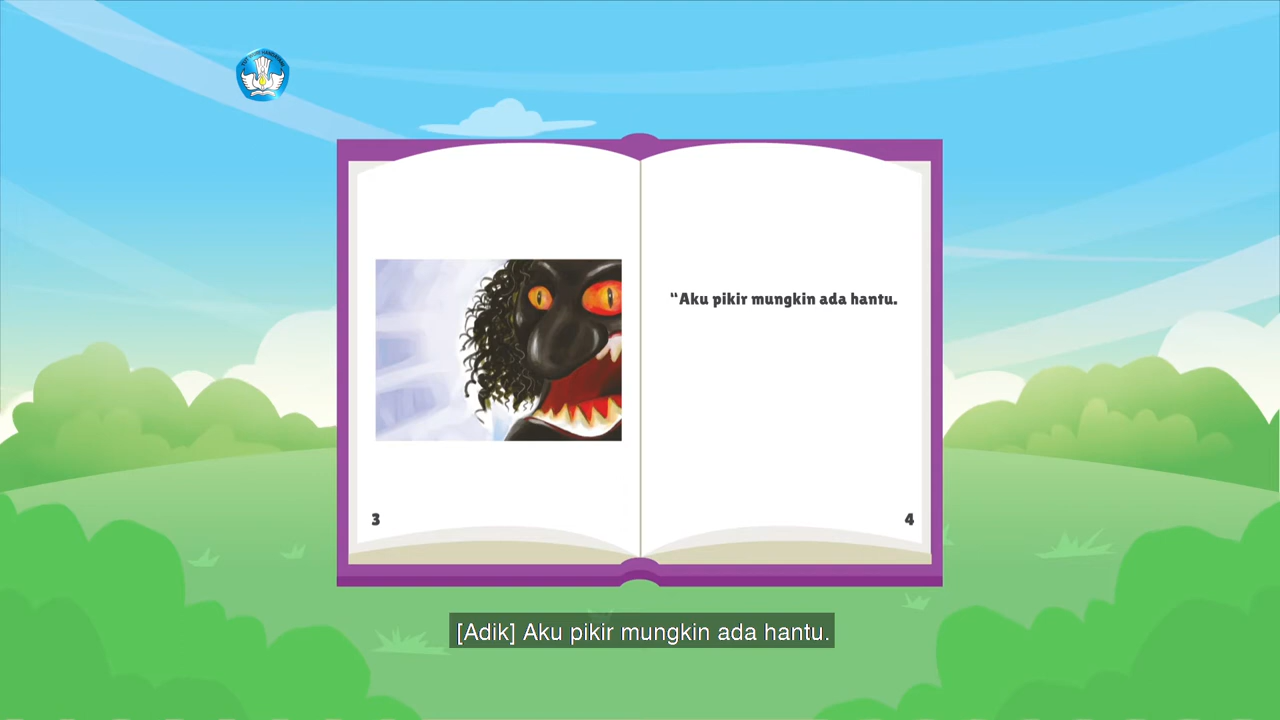 “Aku pikir mungkin ada hantu.
3
4
[Adik] Aku pikir mungkin ada hantu.